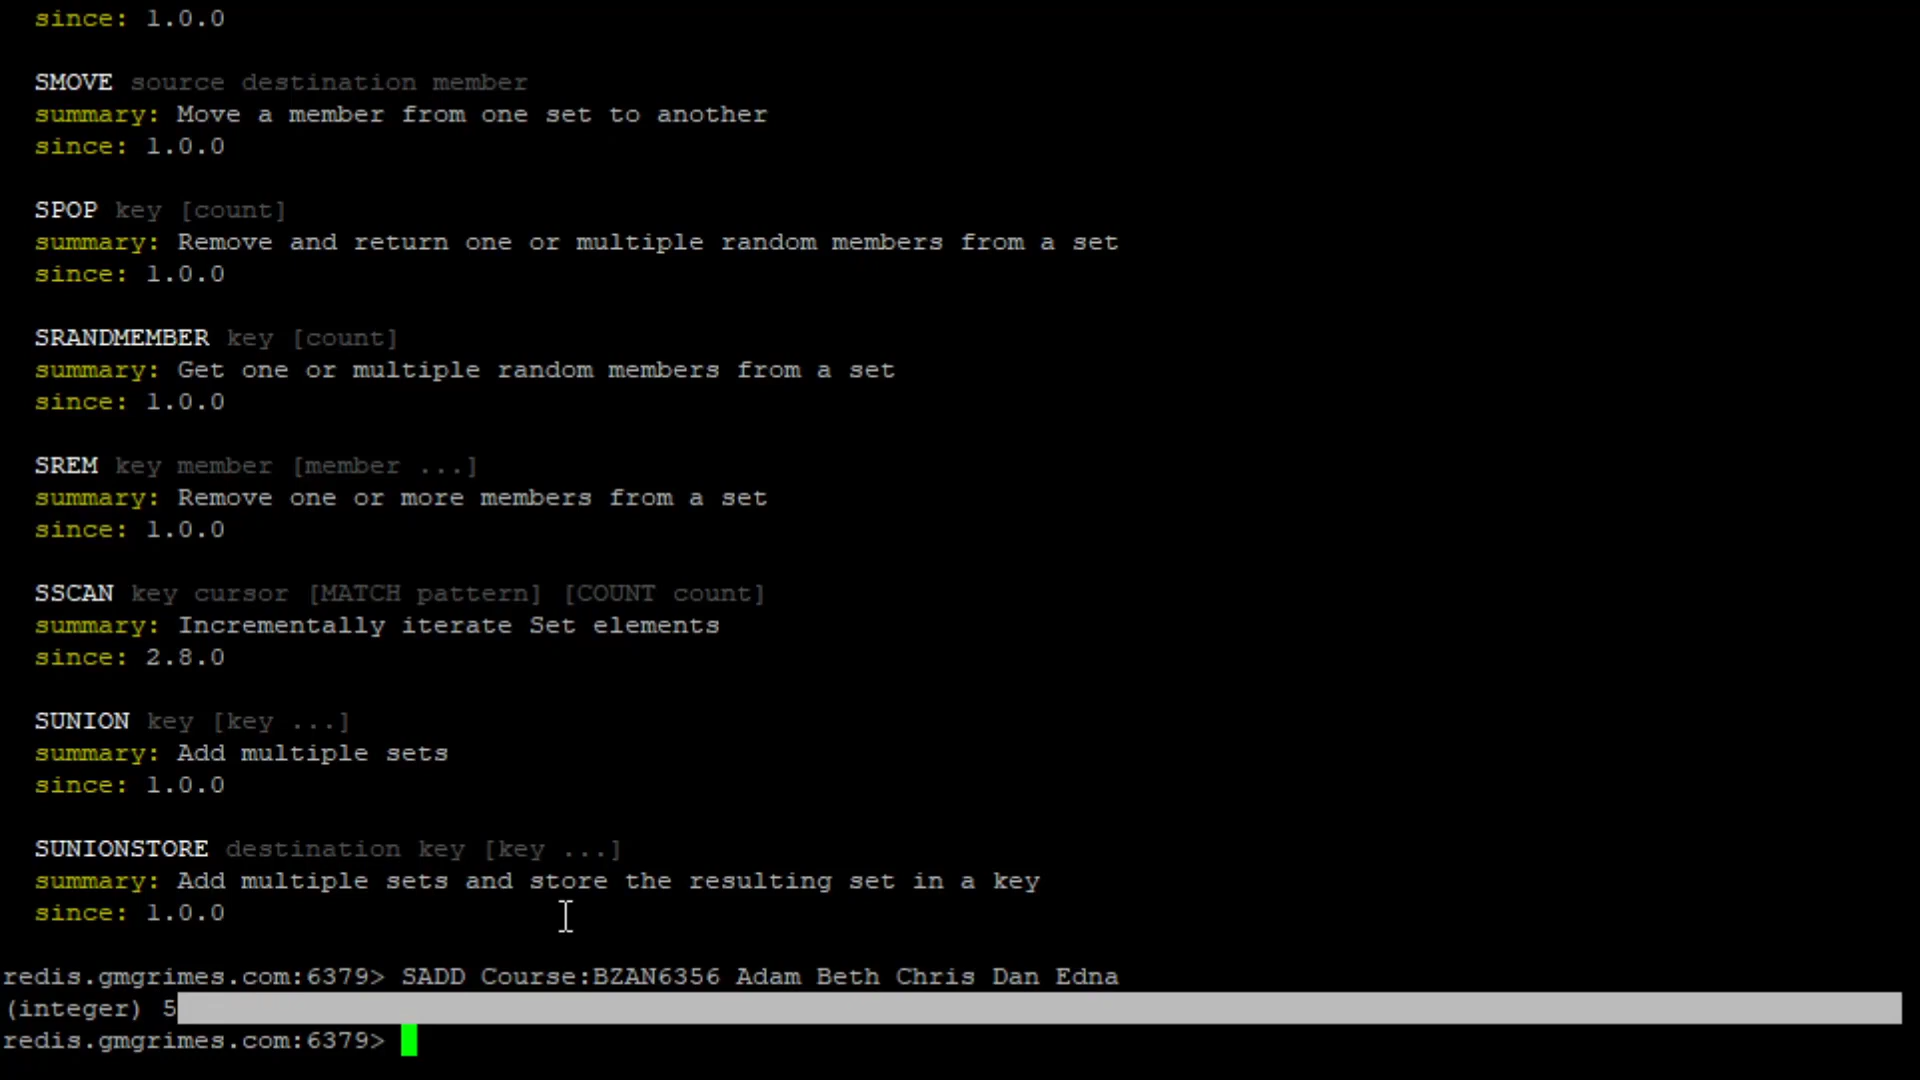 since: 1.0.0
SMOVE source destination member
summary: Move a member from one set to another
since: 1.0.0
SPOP key [count]
summary: Remove and return one or multiple random members from a set
since: 1.0.0
SRANDMEMBER key [count]
summary: Get one or multiple random members from a set
since: 1.0.0
SREM key member [member ...]
summary: Remove one or more members from a set
since: 1.0.0
SSCAN key cursor [MATCH pattern] [COUNT count]
summary: Incrementally iterate Set elements
since: 2.8.0
SUNION key [key ...]
summary: Add multiple sets
since: 1.0.0
SUNIONSTORE destination key [key ...]
summary: Add multiple sets and store the resulting set in a key
since: 1.0.0
redis.gmgrimes.com:6379> SADD Course:BZAN6356 Adam Beth Chris Dan Edna
(integer) 5
redis.gmgrimes.com:6379>